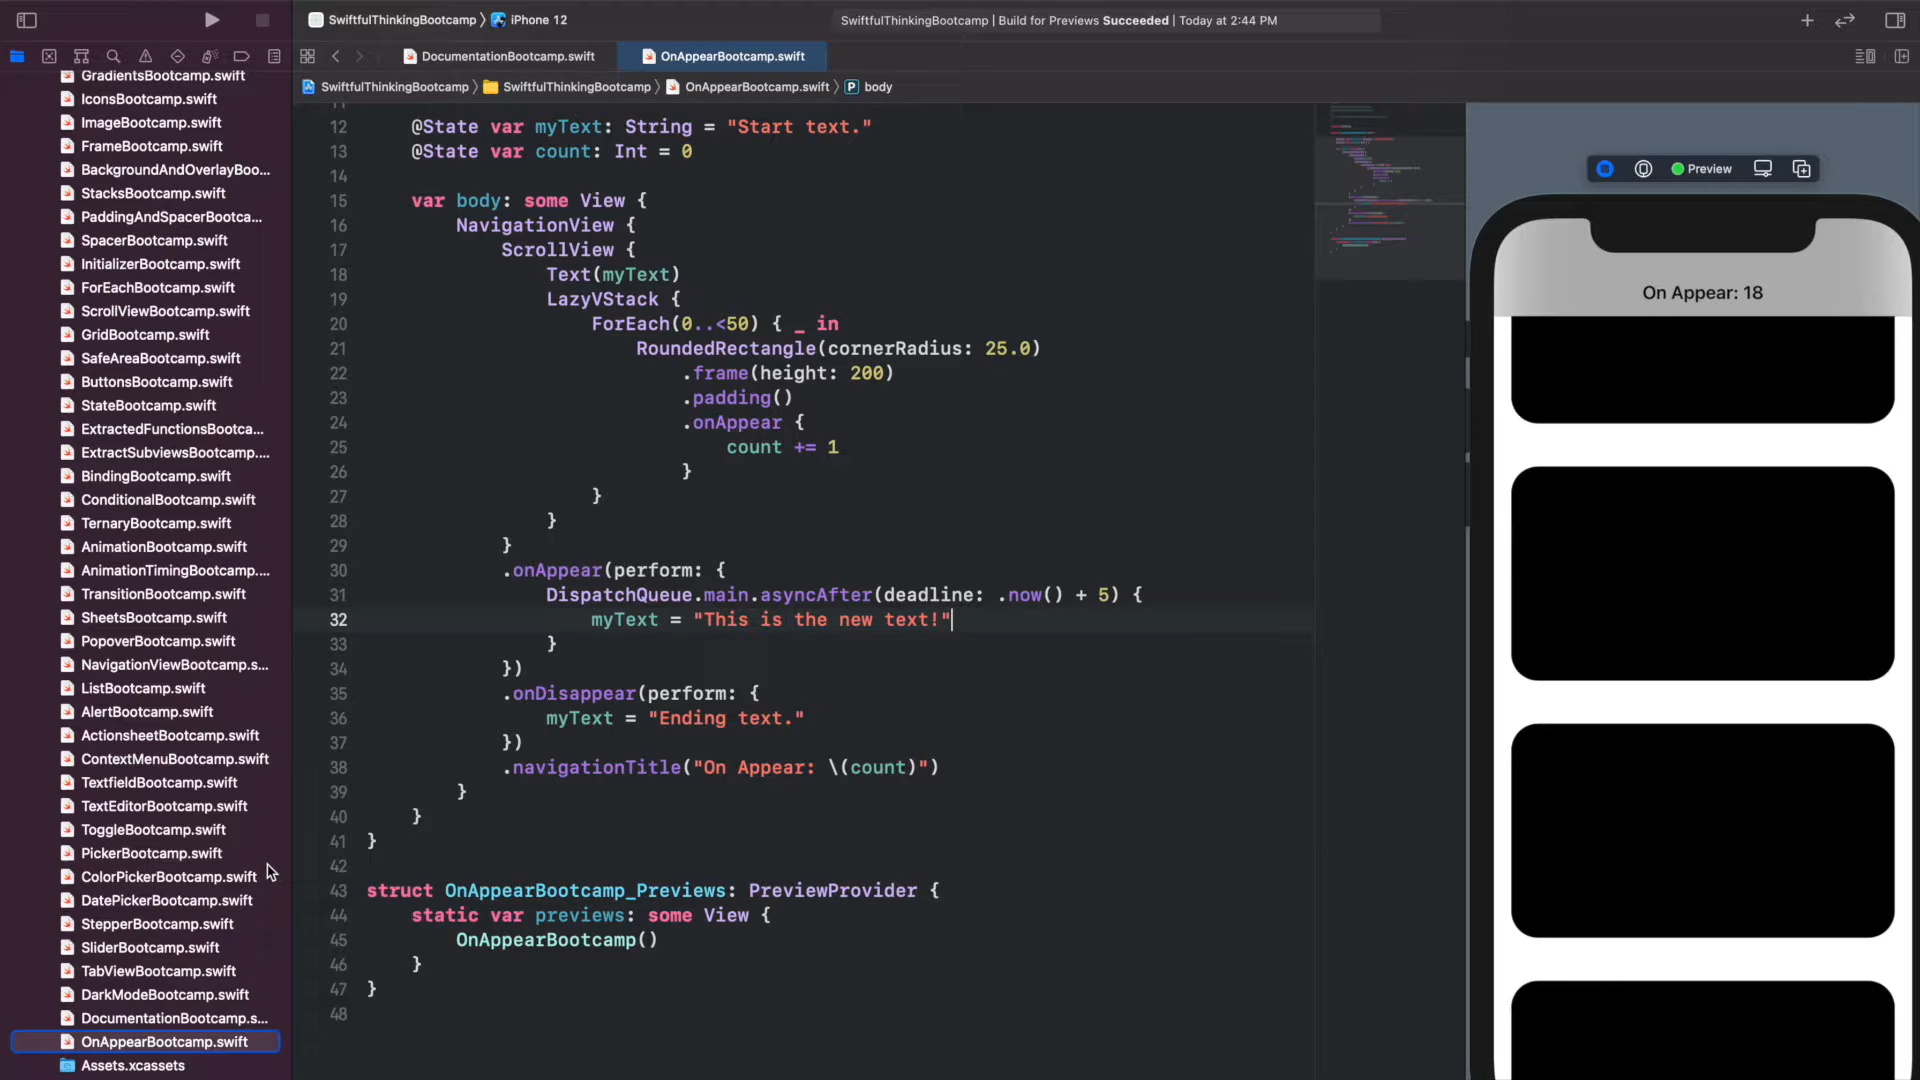 SwiftfulThinkingBootcamp
iPhone 12
SwiftfulThinkingBootcamp | Build for Previews Succeeded | Today at 2:44 PM
DocumentationBootcamp.swift
OnAppearBootcamp.swift
SwiftfulThinkingBootcamp
SwiftfulThinkingBootcamp
OnAppearBootcamp.swift
P body
GradientsBootcamp.swift
IconsBootcamp.swift
ImageBootcamp.swift
FrameBootcamp.swift
BackgroundAndOverlayBoo...
StacksBootcamp.swift
PaddingAndSpacerBootca...
SpacerBootcamp.swift
InitializerBootcamp.swift
ForEachBootcamp.swift
ScrollViewBootcamp.swift
GridBootcamp.swift
SafeAreaBootcamp.swift
ButtonsBootcamp.swift
StateBootcamp.swift
ExtractedFunctionsBootca...
ExtractSubviewsBootcamp....
BindingBootcamp.swift
ConditionalBootcamp.swift
TernaryBootcamp.swift
AnimationBootcamp.swift
AnimationTimingBootcamp....
TransitionBootcamp.swift
SheetsBootcamp.swift
PopoverBootcamp.swift
NavigationViewBootcamp.s...
ListBootcamp.swift
AlertBootcamp.swift
ActionsheetBootcamp.swift
ContextMenuBootcamp.swift
TextfieldBootcamp.swift
TextEditorBootcamp.swift
ToggleBootcamp.swift
PickerBootcamp.swift
ColorPickerBootcamp.swift
DatePickerBootcamp.swift
StepperBootcamp.swift
SliderBootcamp.swift
TabViewBootcamp.swift
DarkModeBootcamp.swift
DocumentationBootcamp.s...
OnAppearBootcamp.swift
Assets.xcassets
11
12 @State var myText: String = "Start text."
13 @State var count: Int = 0
14
15 var body: some View {
16 NavigationView {
17 ScrollView {
18 Text(myText)
19 LazyVStack {
20 ForEach(0..<50) { _ in
21 RoundedRectangle(cornerRadius: 25.0)
22 .frame(height: 200)
23 .padding()
24 .onAppear {
25 count += 1
26 }
27 }
28 }
29 }
30 .onAppear(perform: {
31 DispatchQueue.main.asyncAfter(deadline: .now() + 5) {
32 myText = "This is the new text!"
33 }
34 })
35 .onDisappear(perform: {
36 myText = "Ending text."
37 })
38 .navigationTitle("On Appear: \(count)")
39 }
40 }
41 }
42
43 struct OnAppearBootcamp_Previews: PreviewProvider {
44 static var previews: some View {
45 OnAppearBootcamp()
46 }
47 }
48
Preview
On Appear: 18